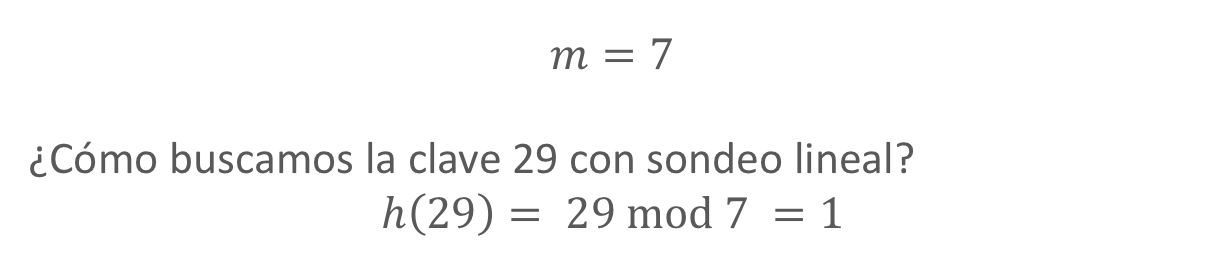 m = 7
¿Cómo buscamos la clave 29 con sondeo lineal?
h(29) = 29 mod 7 = 1